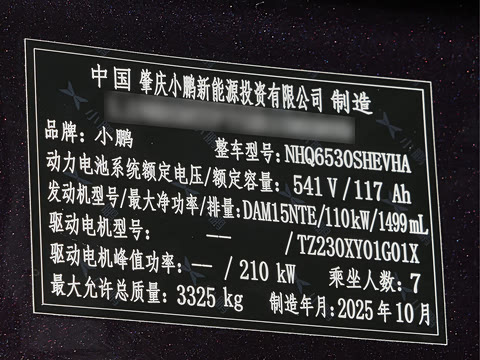 中国 肇庆小鹏新能源投资有限公司 制造
品牌: 小鹏 整车型号: NHQ6530SHEVHA
动力电池系统额定电压/额定容量: 541 V / 117 Ah
发动机型号/最大净功率/排量: DAM15NTE/110kW/1499mL
驱动电机型号: — / TZ230XY01G01X
驱动电机峰值功率: — / 210 kW 乘坐人数: 7
最大允许总质量: 3325 kg 制造年月: 2025年10月